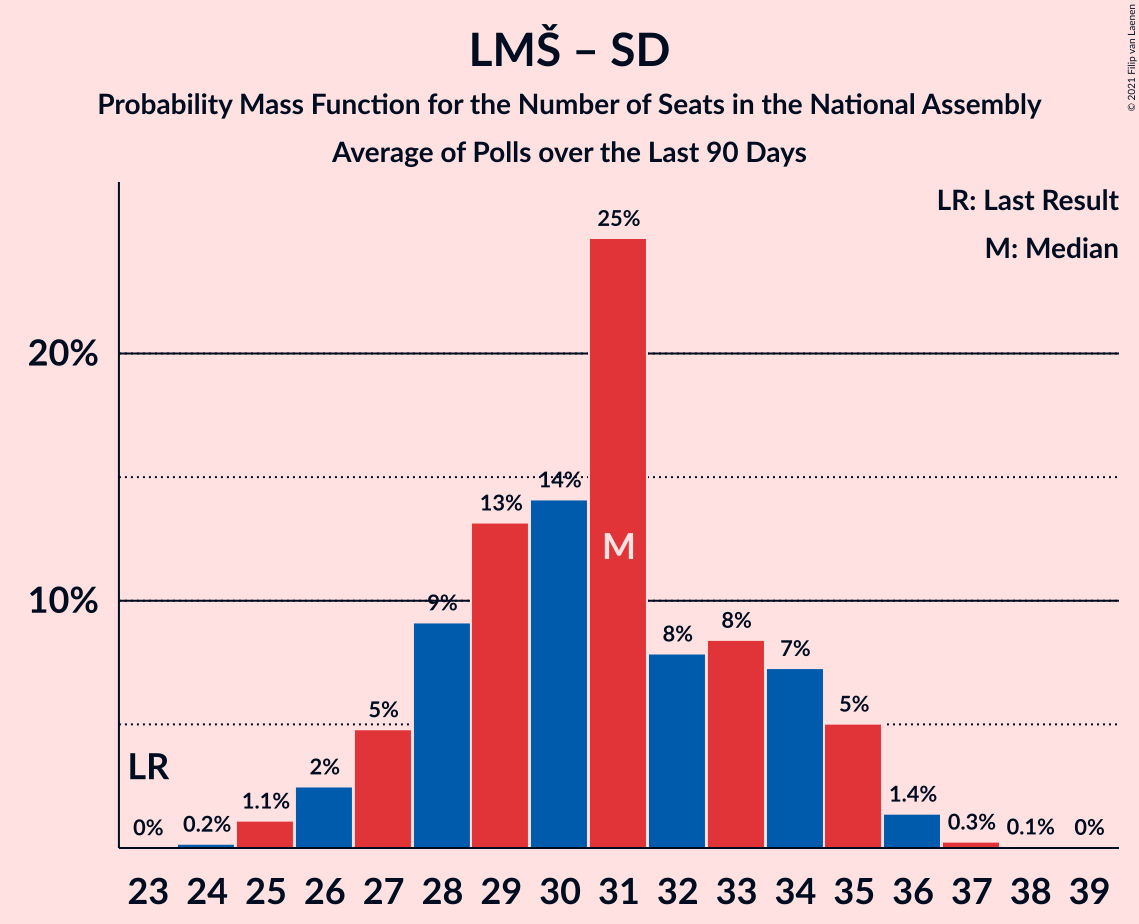 LMŠ – SD
Probability Mass Function for the Number of Seats in the National Assembly
Average of Polls over the Last 90 Days
© 2021 Filip van Laenen
LR: Last Result
M: Median
25%
20%
14%
13%
M
10%
9%
8%
8%
7%
5%
5%
LR
2%
1.1%
1.4%
0%
0.2%
0.3%
0.1%
0%
23 24 25 26 27 28 29 30 31 32 33 34 35 36 37 38 39